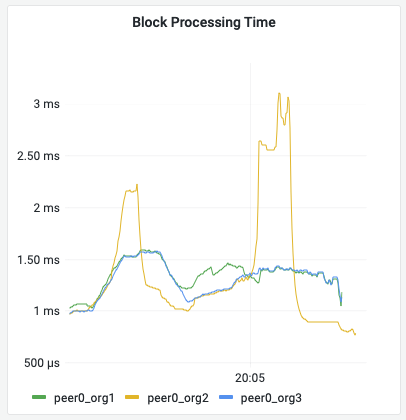 Block Processing Time
3 ms
2.50 ms
2 ms
1.50 ms
1 ms
500 µs
20:05
peer0_org1 peer0_org2 peer0_org3